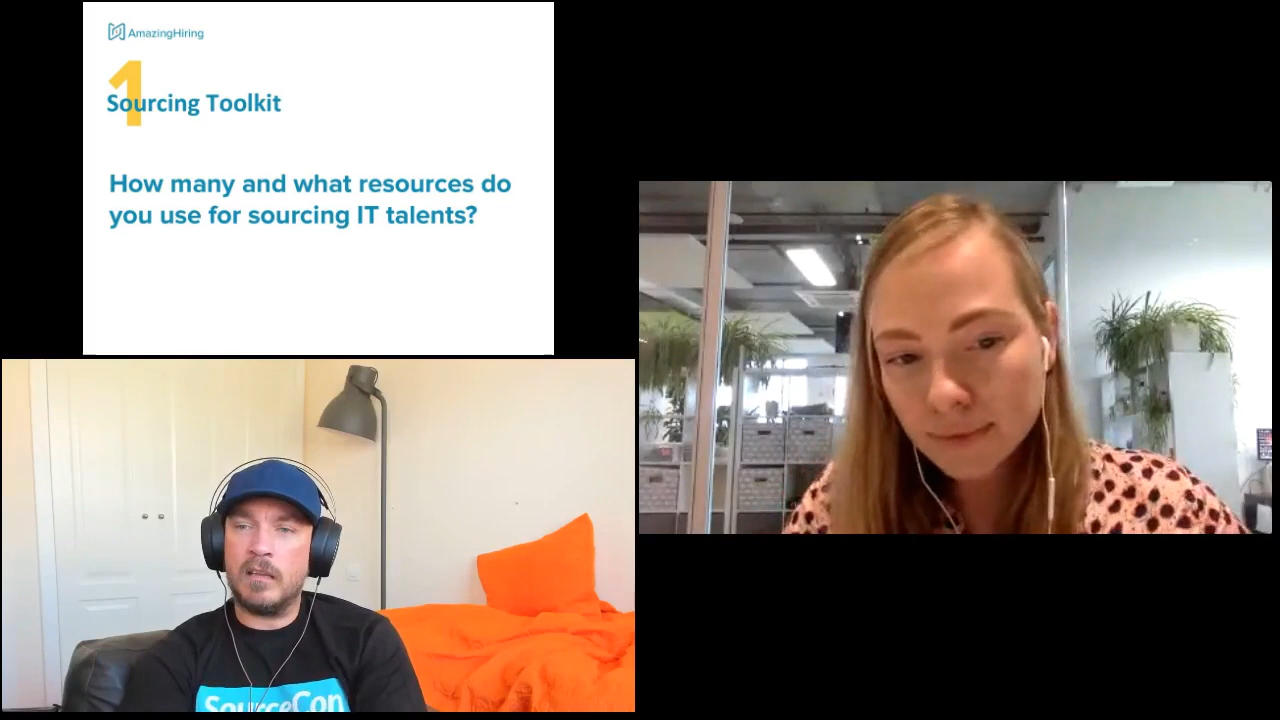 AmazingHiring
1
Sourcing Toolkit
How many and what resources do
you use for sourcing IT talents?
SourceCon